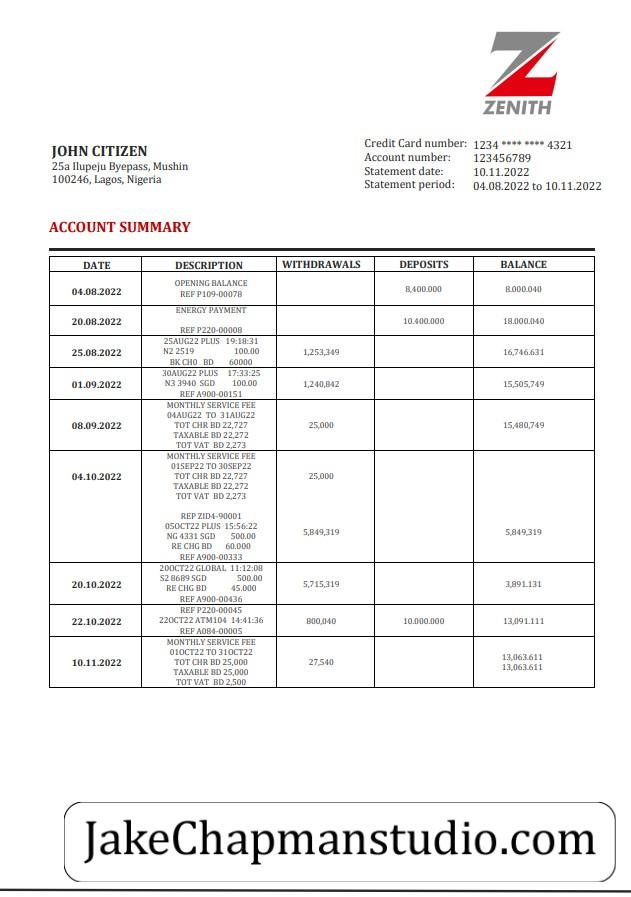 ZENITH
JOHN CITIZEN
25a Ilupeju Byepass, Mushin
100246, Lagos, Nigeria
Credit Card number: 1234 **** **** 4321
Account number: 123456789
Statement date: 10.11.2022
Statement period: 04.08.2022 to 10.11.2022
ACCOUNT SUMMARY
DATE DESCRIPTION WITHDRAWALS DEPOSITS BALANCE
04.08.2022 OPENING BALANCE 8,400.000 8.000.040
REF P109-00078
20.08.2022 ENERGY PAYMENT 10.400.000 18.000.040
REF P220-00008
25.08.2022 25AUG22 PLUS 19:18:31 1,253,349 16,746.631
N2 2519 100.00
BK CH0 BD 60000
01.09.2022 30AUG22 PLUS 17:33:25 1,240,842 15,505,749
N3 3940 SGD 100.00
REF A900-00151
08.09.2022 MONTHLY SERVICE FEE 25,000 15,480,749
04AUG22 TO 31AUG22
TOT CHR BD 22,727
TAXABLE BD 22,272
TOT VAT BD 2,273
04.10.2022 MONTHLY SERVICE FEE 25,000
01SEP22 TO 30SEP22
TOT CHR BD 22,727
TAXABLE BD 22,272
TOT VAT BD 2,273
REP ZID4-90001
05OCT22 PLUS 15:56:22 5,849,319 5,849,319
NG 4331 SGD 500.00
RE CHG BD 60.000
REF A900-00333
20.10.2022 20OCT22 GLOBAL 11:12:08 5,715,319 3,891.131
S2 8689 SGD 500.00
RE CHG BD 45.000
REF A900-00436
22.10.2022 REF P220-00045 800,040 10.000.000 13,091.111
22OCT22 ATM104 14:41:36
REF A084-00005
10.11.2022 MONTHLY SERVICE FEE 27,540 13,063.611
01OCT22 TO 31OCT22 13,063.611
TOT CHR BD 25,000
TAXABLE BD 25,000
TOT VAT BD 2,500
JakeChapmanstudio.com